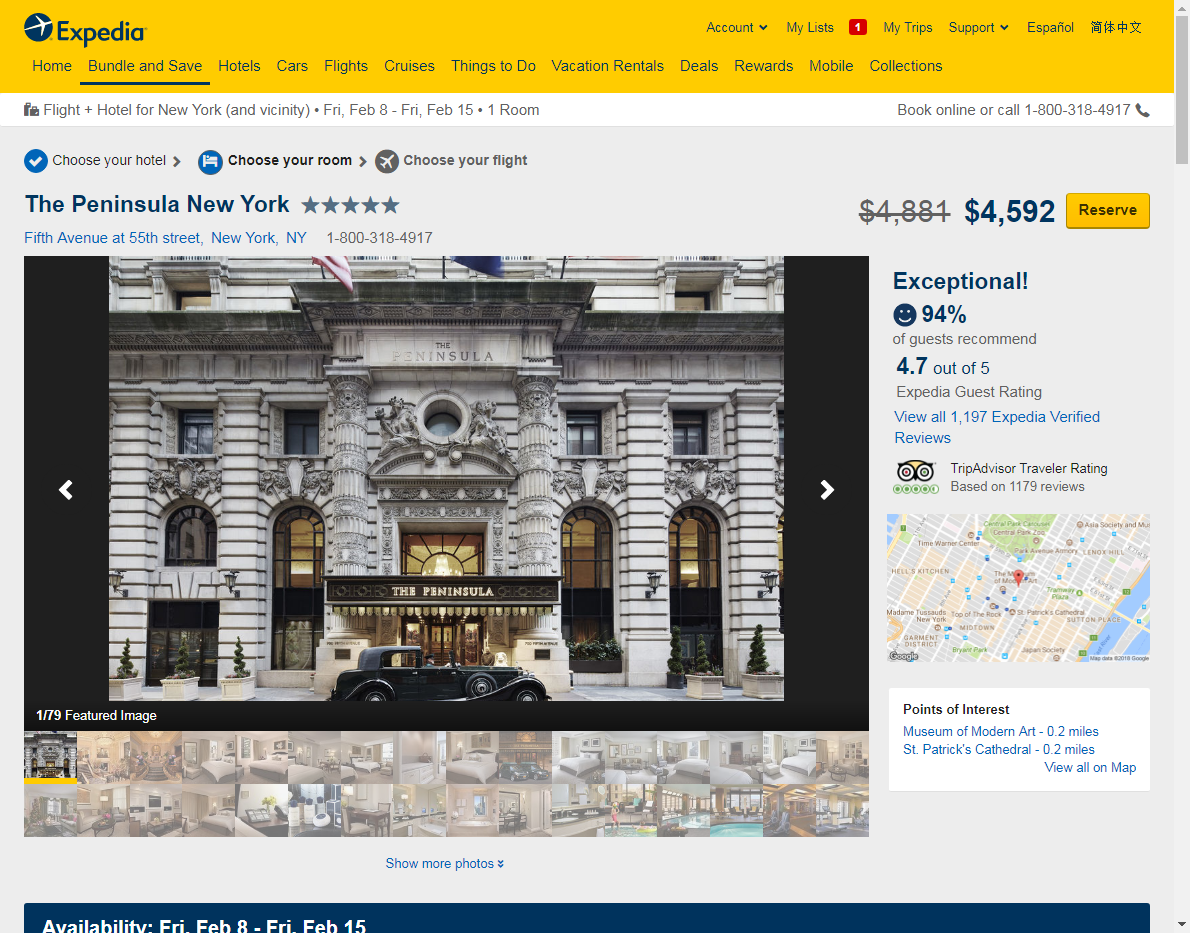 Expedia
Account
My Lists 1
My Trips
Support
Español
简体中文
Home
Bundle and Save
Hotels
Cars
Flights
Cruises
Things to Do
Vacation Rentals
Deals
Rewards
Mobile
Collections
Flight + Hotel for New York (and vicinity) • Fri, Feb 8 - Fri, Feb 15 • 1 Room
Book online or call 1-800-318-4917
Choose your hotel
Choose your room
Choose your flight
The Peninsula New York
$4,881 $4,592
Reserve
Fifth Avenue at 55th street, New York, NY 1-800-318-4917
THE
PENINSULA
THE PENINSULA
1/79 Featured Image
Show more photos
Exceptional!
94%
of guests recommend
4.7 out of 5
Expedia Guest Rating
View all 1,197 Expedia Verified
Reviews
TripAdvisor Traveler Rating
Based on 1179 reviews
Central Park Carousel
Central Park Zoo
Asia Society and Mu
Time Warner Center
Park Avenue Armory
LENOX HILL
HELL'S KITCHEN
The Museum
of Modern Art
Tramway
Plaza
Madame Tussauds
New York
Top of The Rock
St. Patrick's Cathedral
SUTTON PLACE
MIDTOWN
GARMENT
DISTRICT
Bryant Park
Japan Society
Google
Map data ©2018 Google
Points of Interest
Museum of Modern Art - 0.2 miles
St. Patrick's Cathedral - 0.2 miles
View all on Map
Availability: Fri, Feb 8 - Fri, Feb 15